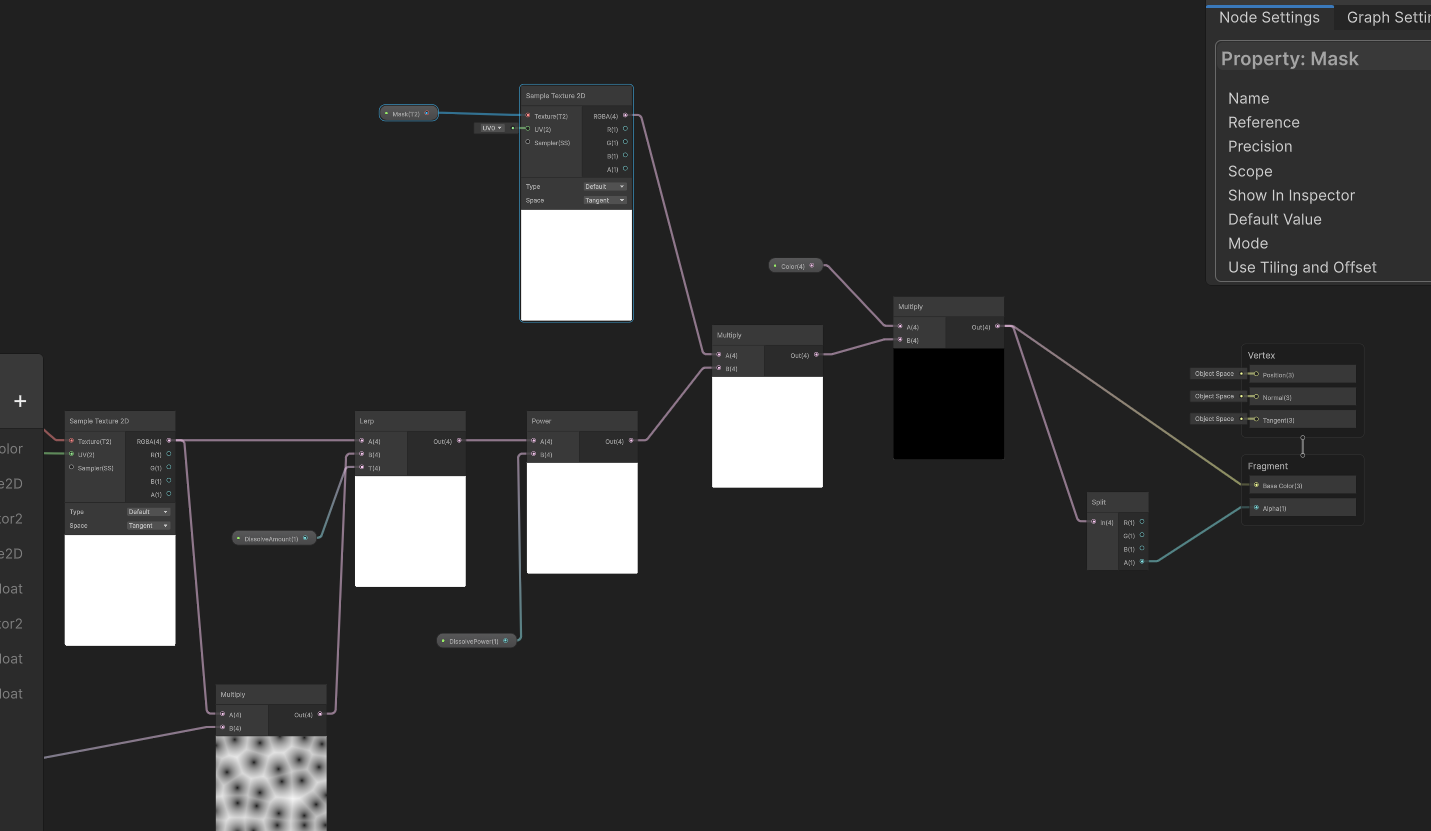 Node Settings
Graph Settin
Property: Mask
Name
Reference
Precision
Scope
Show In Inspector
Default Value
Mode
Use Tiling and Offset
Mask(T2)
Sample Texture 2D
Texture(T2) RGBA(4)
UV0
UV(2) R(1)
Sampler(SS) G(1)
B(1)
A(1)
Type Default
Space Tangent
Color(4)
Multiply
A(4) Out(4)
B(4)
Multiply
A(4) Out(4)
B(4)
Vertex
Object Space Position(3)
Object Space Normal(3)
Object Space Tangent(3)
Fragment
Base Color(3)
Alpha(1)
Split
In(4) R(1)
G(1)
B(1)
A(1)
+
olor
e2D
tor2
e2D
loat
tor2
loat
loat
Sample Texture 2D
Texture(T2) RGBA(4)
UV(2) R(1)
Sampler(SS) G(1)
B(1)
A(1)
Type Default
Space Tangent
Lerp
A(4) Out(4)
B(4)
T(4)
DissolveAmount(1)
Power
A(4) Out(4)
B(4)
DissolvePower(1)
Multiply
A(4) Out(4)
B(4)